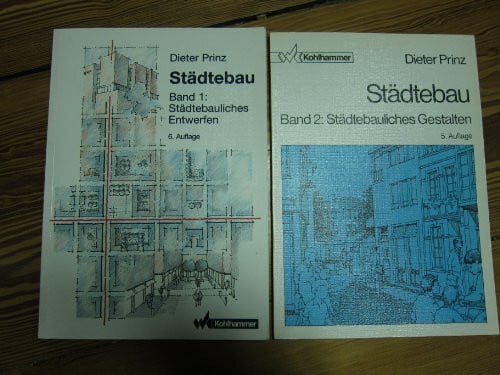 Dieter Prinz
Städtebau
Band 1:
Städtebauliches
Entwerfen
6. Auflage
Kohlhammer
Kohlhammer
Dieter Prinz
Städtebau
Band 2: Städtebauliches Gestalten
5. Auflage